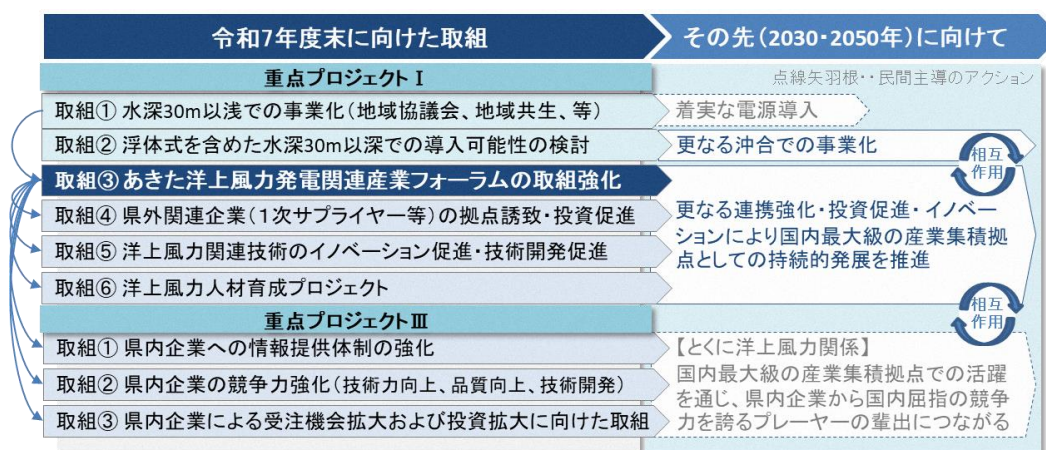 令和7年度末に向けた取組
その先(2030・2050年)に向けて
重点プロジェクトⅠ
点線矢羽根・・民間主導のアクション
取組① 水深30m以浅での事業化(地域協議会、地域共生、等)
着実な電源導入
取組② 浮体式を含めた水深30m以深での導入可能性の検討
更なる沖合での事業化
相互
作用
取組③ あきた洋上風力発電関連産業フォーラムの取組強化
取組④ 県外関連企業(1次サプライヤー等)の拠点誘致・投資促進
取組⑤ 洋上風力関連技術のイノベーション促進・技術開発促進
取組⑥ 洋上風力人材育成プロジェクト
更なる連携強化・投資促進・イノベー
ションにより国内最大級の産業集積拠
点としての持続的発展を推進
相互
作用
重点プロジェクトⅢ
取組① 県内企業への情報提供体制の強化
取組② 県内企業の競争力強化(技術力向上、品質向上、技術開発)
取組③ 県内企業による受注機会拡大および投資拡大に向けた取組
【とくに洋上風力関係】
国内最大級の産業集積拠点での活躍
を通じ、県内企業から国内屈指の競争
力を誇るプレーヤーの輩出につながる